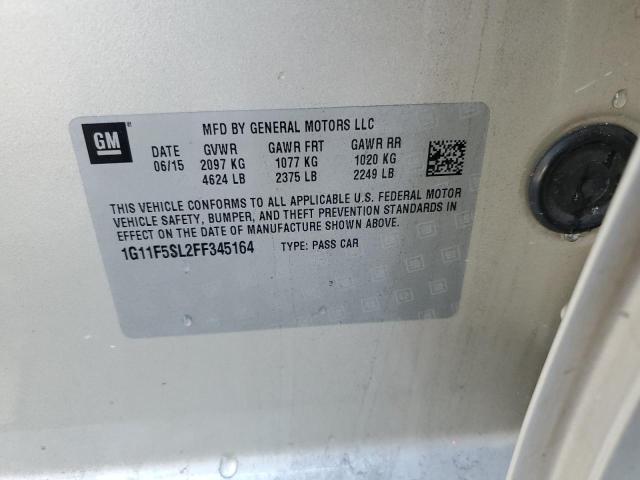 GM
MFD BY GENERAL MOTORS LLC
DATE GVWR GAWR FRT GAWR RR
06/15 2097 KG 1077 KG 1020 KG
4624 LB 2375 LB 2249 LB
THIS VEHICLE CONFORMS TO ALL APPLICABLE U.S. FEDERAL MOTOR
VEHICLE SAFETY, BUMPER, AND THEFT PREVENTION STANDARDS IN
EFFECT ON THE DATE OF MANUFACTURE SHOWN ABOVE.
1G11F5SL2FF345164 TYPE: PASS CAR